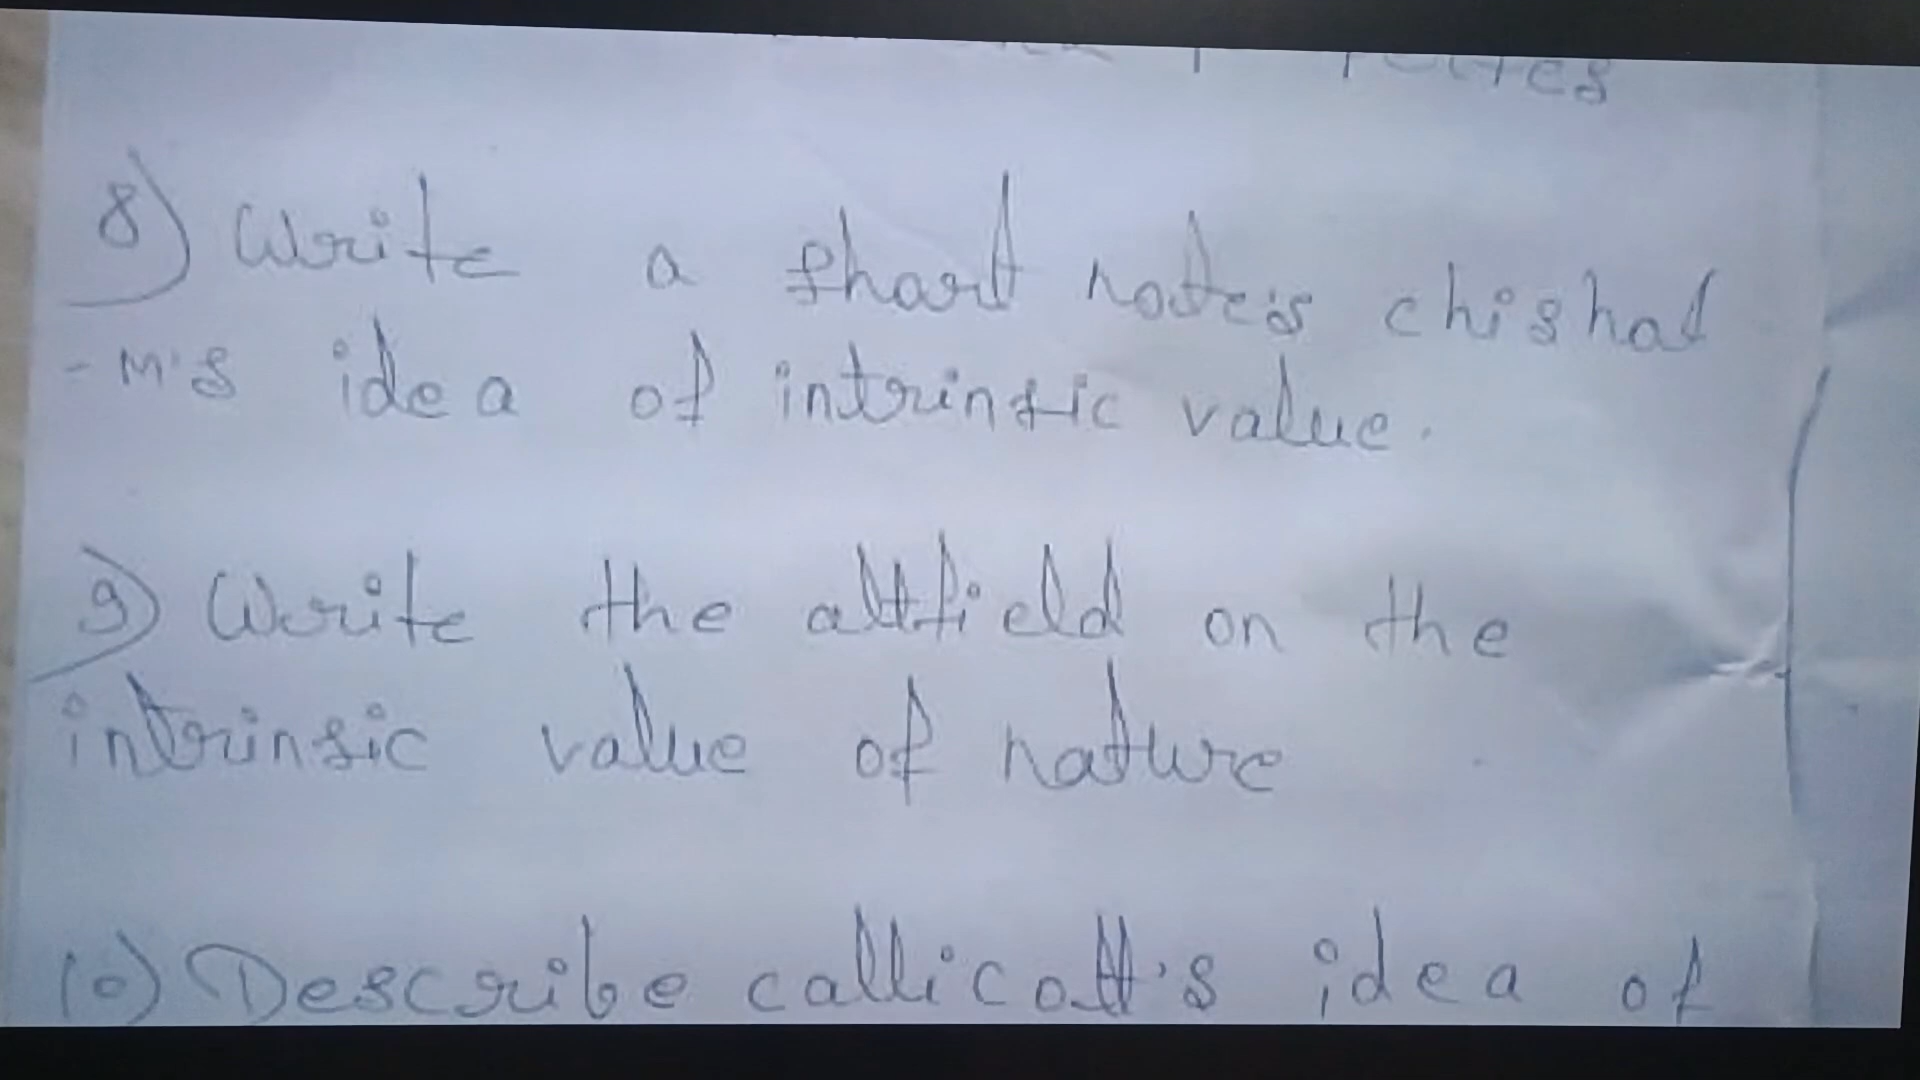 8) Write a short note's chishal
-m's idea of intrinsic value.
9) Write the attfield on the
intrinsic value of nature
10) Describe callicott's idea of